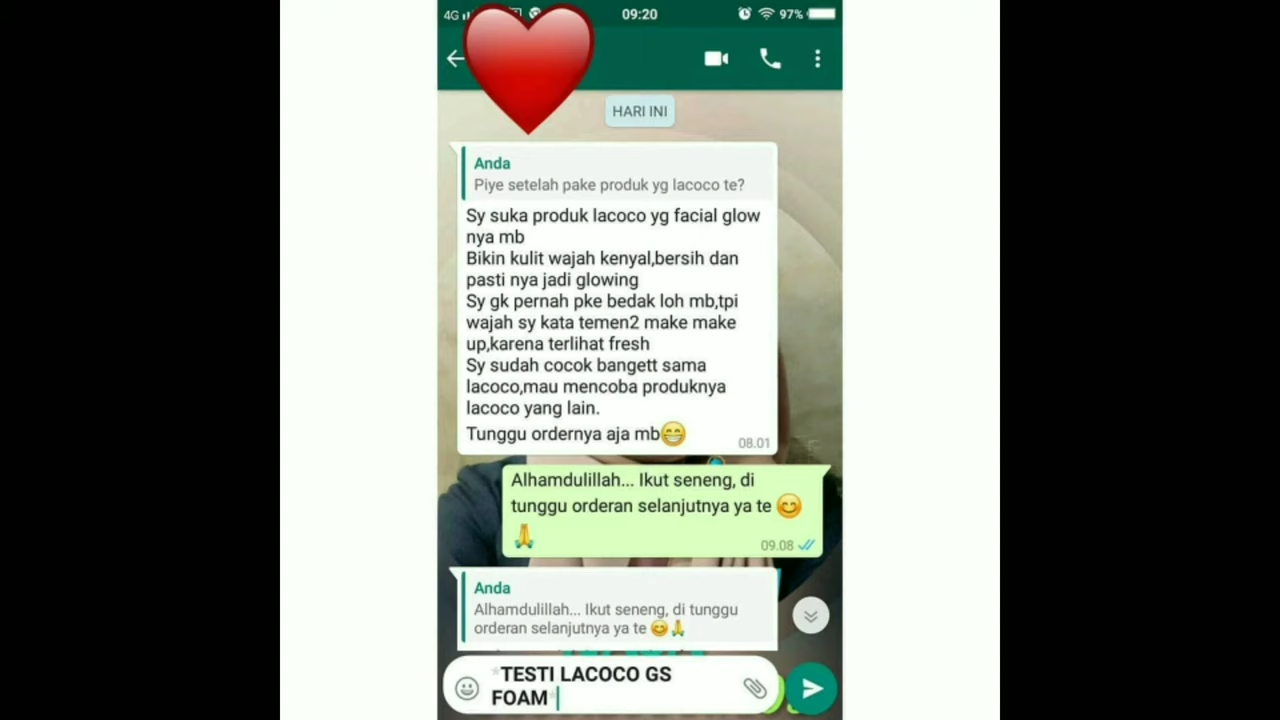 4G 09:20 97%
HARI INI
Anda
Piye setelah pake produk yg lacoco te?
Sy suka produk lacoco yg facial glow
nya mb
Bikin kulit wajah kenyal,bersih dan
pasti nya jadi glowing
Sy gk pernah pke bedak loh mb,tpi
wajah sy kata temen2 make make
up,karena terlihat fresh
Sy sudah cocok bangett sama
lacoco,mau mencoba produknya
lacoco yang lain.
Tunggu ordernya aja mb😁
08.01
Alhamdulillah... Ikut seneng, di
tunggu orderan selanjutnya ya te 😊
🙏
09.08
Anda
Alhamdulillah... Ikut seneng, di tunggu
orderan selanjutnya ya te 😊🙏
*TESTI LACOCO GS
FOAM*